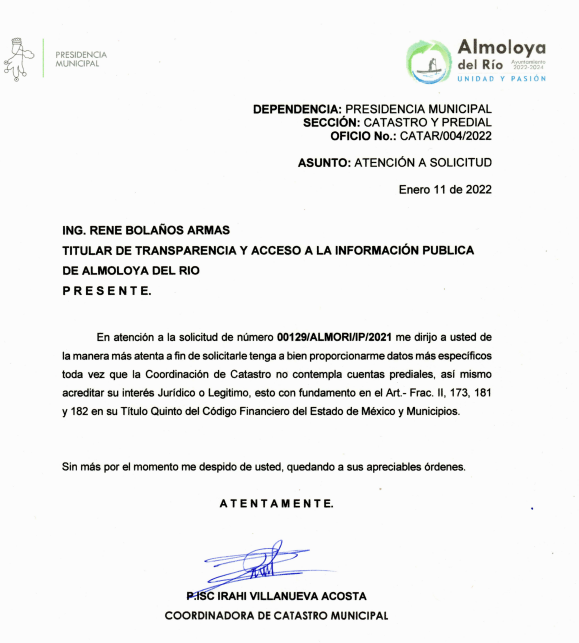 PRESIDENCIA
MUNICIPAL
Almoloya
del Río Ayuntamiento
2022-2024
UNIDAD Y PASIÓN
DEPENDENCIA: PRESIDENCIA MUNICIPAL
SECCIÓN: CATASTRO Y PREDIAL
OFICIO No.: CATAR/004/2022
ASUNTO: ATENCIÓN A SOLICITUD
Enero 11 de 2022
ING. RENE BOLAÑOS ARMAS
TITULAR DE TRANSPARENCIA Y ACCESO A LA INFORMACIÓN PUBLICA
DE ALMOLOYA DEL RIO
P R E S E N T E.
En atención a la solicitud de número 00129/ALMORI/IP/2021 me dirijo a usted de
la manera más atenta a fin de solicitarle tenga a bien proporcionarme datos más específicos
toda vez que la Coordinación de Catastro no contempla cuentas prediales, así mismo
acreditar su interés Jurídico o Legitimo, esto con fundamento en el Art.- Frac. II, 173, 181
y 182 en su Título Quinto del Código Financiero del Estado de México y Municipios.
Sin más por el momento me despido de usted, quedando a sus apreciables órdenes.
A T E N T A M E N T E.
P.ISC IRAHI VILLANUEVA ACOSTA
COORDINADORA DE CATASTRO MUNICIPAL